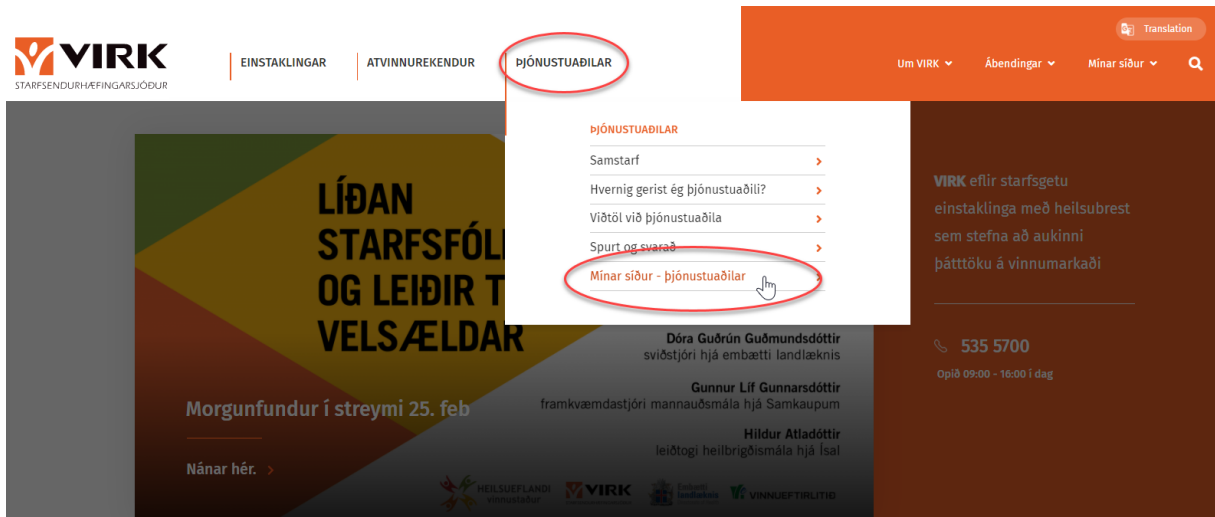 VIRK
STARFSENDURHÆFINGARSJÓÐUR
EINSTAKLINGAR
ATVINNUREKENDUR
ÞJÓNUSTUAÐILAR
Translation
Um VIRK
Ábendingar
Mínar síður
ÞJÓNUSTUAÐILAR
Samstarf
Hvernig gerist ég þjónustuaðili?
Viðtöl við þjónustuaðila
Spurt og svarað
Mínar síður - þjónustuaðilar
LÍÐAN
STARFSFÓL
OG LEIÐIR T
VELSÆLDAR
Dóra Guðrún Guðmundsdóttir
sviðstjóri hjá embætti landlæknis
Gunnur Líf Gunnarsdóttir
framkvæmdastjóri mannauðsmála hjá Samkaupum
Hildur Atladóttir
leiðtogi heilbrigðismála hjá Ísal
Morgunfundur í streymi 25. feb
Nánar hér.
HEILSUEFLANDI
vinnustaður
VIRK
Embætti
landlæknis
VINNUEFTIRLITIÐ
VIRK eflir starfsgetu
einstaklinga með heilsubrest
sem stefna að aukinni
þátttöku á vinnumarkaði
535 5700
Opið 09:00 - 16:00 í dag